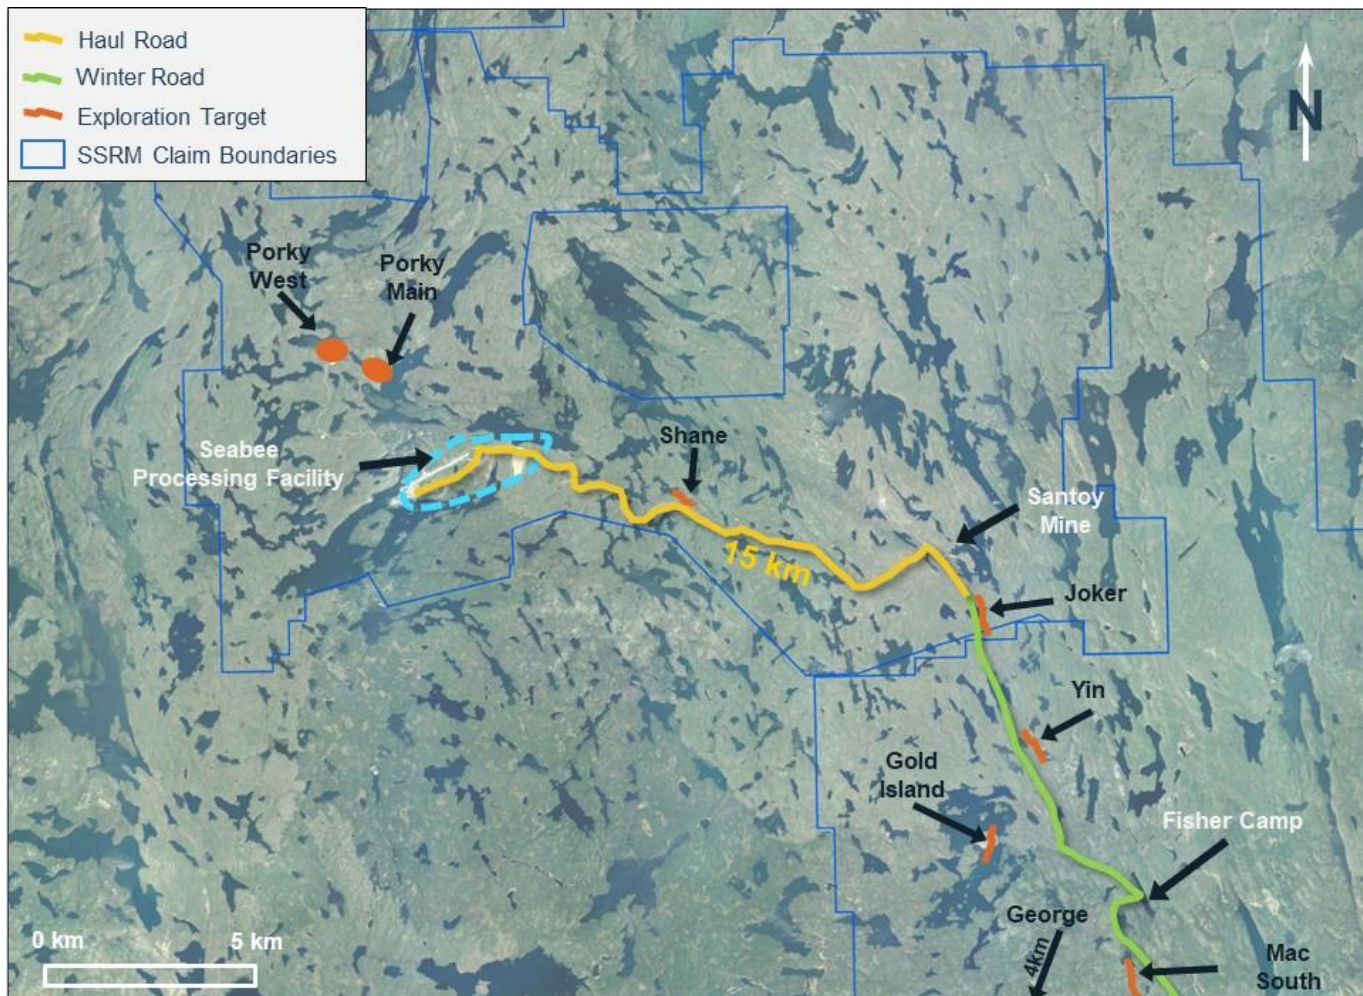 Haul Road
Winter Road
Exploration Target
SSRM Claim Boundaries
N
Porky
West
Porky
Main
Seabee
Processing Facility
Shane
Santoy
Mine
15 km
Joker
Yin
Gold
Island
Fisher Camp
George
4km
Mac
South
0 km
5 km